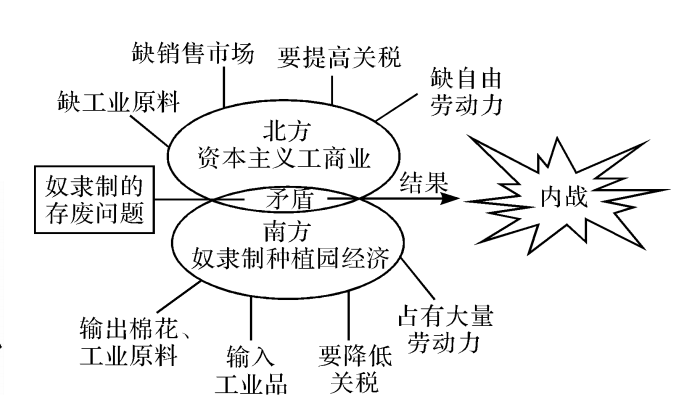 缺销售市场
要提高关税
缺工业原料
缺自由
劳动力
北方
资本主义工商业
奴隶制的
存废问题
矛盾
结果
内战
南方
奴隶制种植园经济
输出棉花、
工业原料
输入
工业品
要降低
关税
占有大量
劳动力